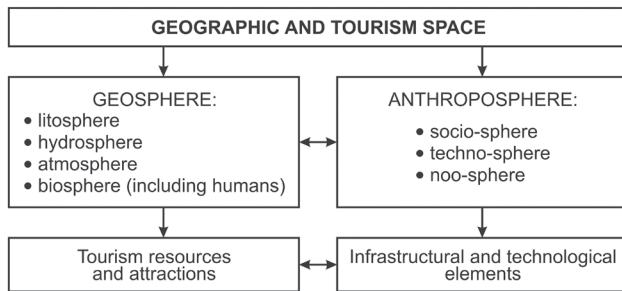 GEOGRAPHIC AND TOURISM SPACE
GEOSPHERE:
• litosphere
• hydrosphere
• atmosphere
• biosphere (including humans)
ANTHROPOSPHERE:
• socio-sphere
• techno-sphere
• noo-sphere
Tourism resources
and attractions
Infrastructural and technological
elements